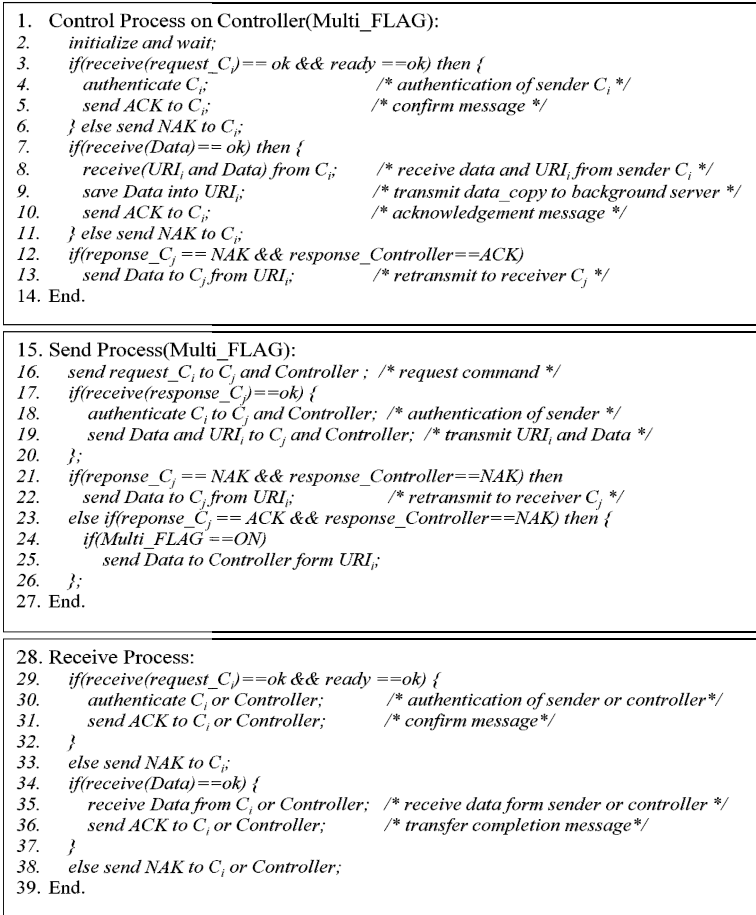 1. Control Process on Controller(Multi_FLAG):
2. initialize and wait;
3. if(receive(request_Ci)== ok && ready ==ok) then {
4. authenticate Ci; /* authentication of sender Ci */
5. send ACK to Ci; /* confirm message */
6. } else send NAK to Ci;
7. if(receive(Data)== ok) then {
8. receive(URIi and Data) from Ci; /* receive data and URIi from sender Ci */
9. save Data into URIi; /* transmit data_copy to background server */
10. send ACK to Ci; /* acknowledgement message */
11. } else send NAK to Ci;
12. if(reponse_Cj == NAK && response_Controller==ACK)
13. send Data to Cj from URIi; /* retransmit to receiver Cj */
14. End.
15. Send Process(Multi_FLAG):
16. send request_Ci to Cj and Controller ; /* request command */
17. if(receive(response_Cj)==ok) {
18. authenticate Ci to Cj and Controller; /* authentication of sender */
19. send Data and URIi to Cj and Controller; /* transmit URIi and Data */
20. };
21. if(reponse_Cj == NAK && response_Controller==NAK) then
22. send Data to Cj from URIi; /* retransmit to receiver Cj */
23. else if(reponse_Cj == ACK && response_Controller==NAK) then {
24. if(Multi_FLAG ==ON)
25. send Data to Controller form URIi;
26. };
27. End.
28. Receive Process:
29. if(receive(request_Ci)==ok && ready ==ok) {
30. authenticate Ci or Controller; /* authentication of sender or controller*/
31. send ACK to Ci or Controller; /* confirm message*/
32. }
33. else send NAK to Ci;
34. if(receive(Data)==ok) {
35. receive Data from Ci or Controller; /* receive data form sender or controller */
36. send ACK to Ci or Controller; /* transfer completion message*/
37. }
38. else send NAK to Ci or Controller;
39. End.